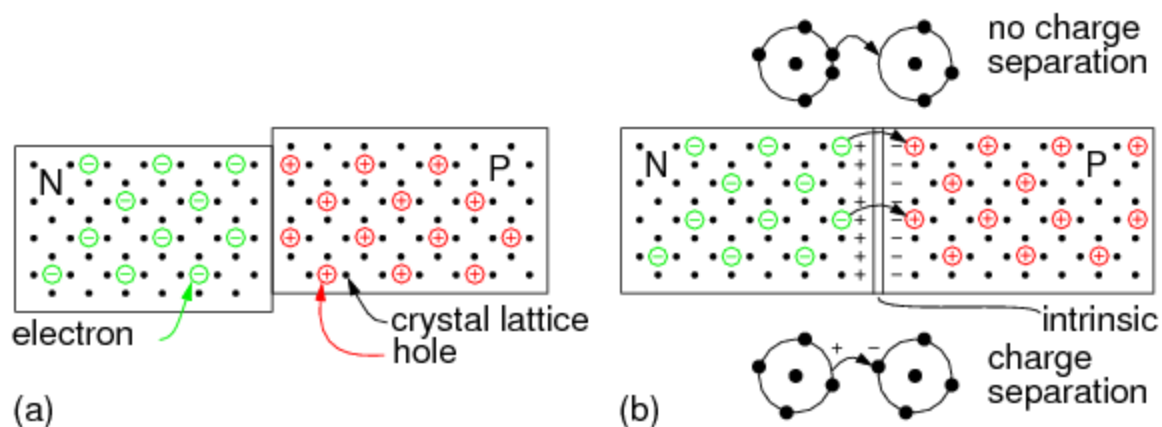 N
P
electron
crystal lattice
hole
(a)
no charge
separation
N
P
intrinsic
+ −
charge
separation
(b)